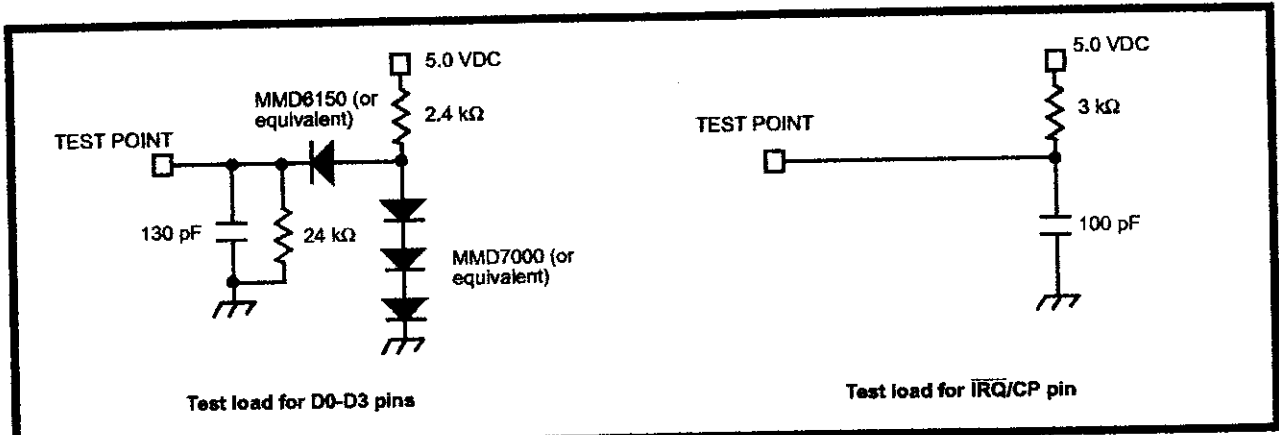 5.0 VDC
MMD6150 (or
equivalent)
2.4 kΩ
TEST POINT
130 pF
24 kΩ
MMD7000 (or
equivalent)
Test load for D0-D3 pins
5.0 VDC
3 kΩ
TEST POINT
100 pF
Test load for I̅R̅Q̅/CP pin